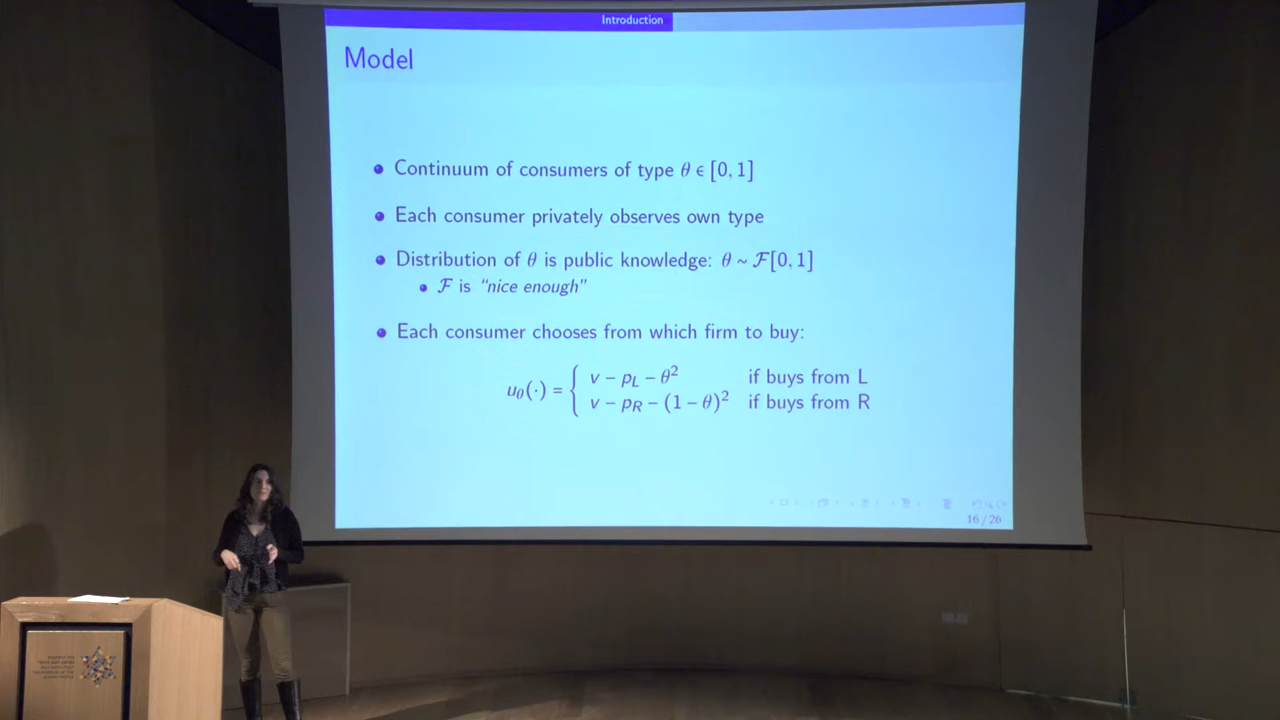 Introduction
Model
Continuum of consumers of type θ ∈ [0, 1]
Each consumer privately observes own type
Distribution of θ is public knowledge: θ ~ ℱ[0, 1]
ℱ is "nice enough"
Each consumer chooses from which firm to buy:
u_θ(·) = { v − p_L − θ² if buys from L
v − p_R − (1 − θ)² if buys from R
16 / 26